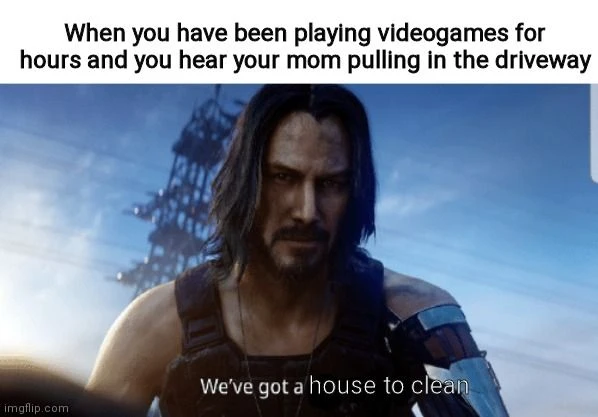 When you have been playing videogames for
hours and you hear your mom pulling in the driveway
We've got a house to clean
imgflip.com